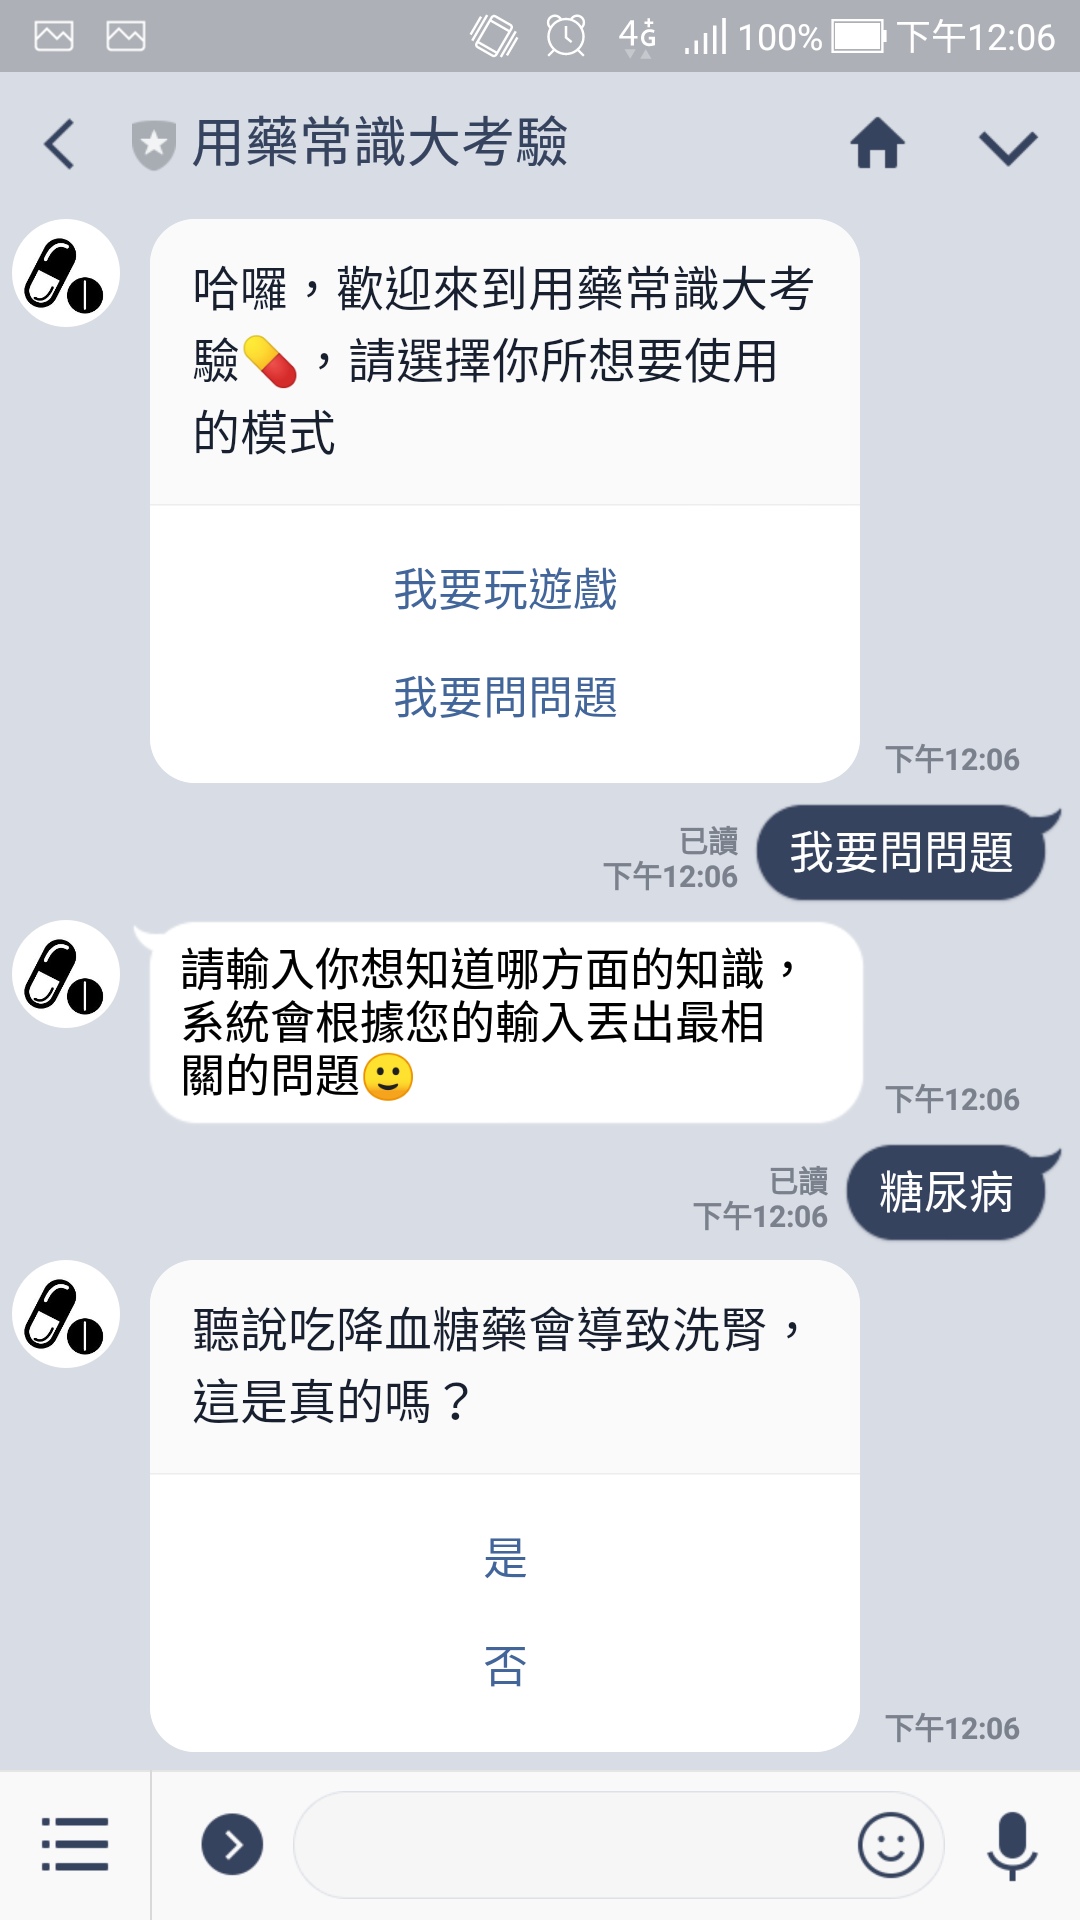 100% 下午12:06
用藥常識大考驗
哈囉，歡迎來到用藥常識大考
驗💊，請選擇你所想要使用
的模式
我要玩遊戲
我要問問題
下午12:06
已讀
下午12:06
我要問問題
請輸入你想知道哪方面的知識，
系統會根據您的輸入丟出最相
關的問題🙂
下午12:06
已讀
下午12:06
糖尿病
聽說吃降血糖藥會導致洗腎，
這是真的嗎？
是
否
下午12:06